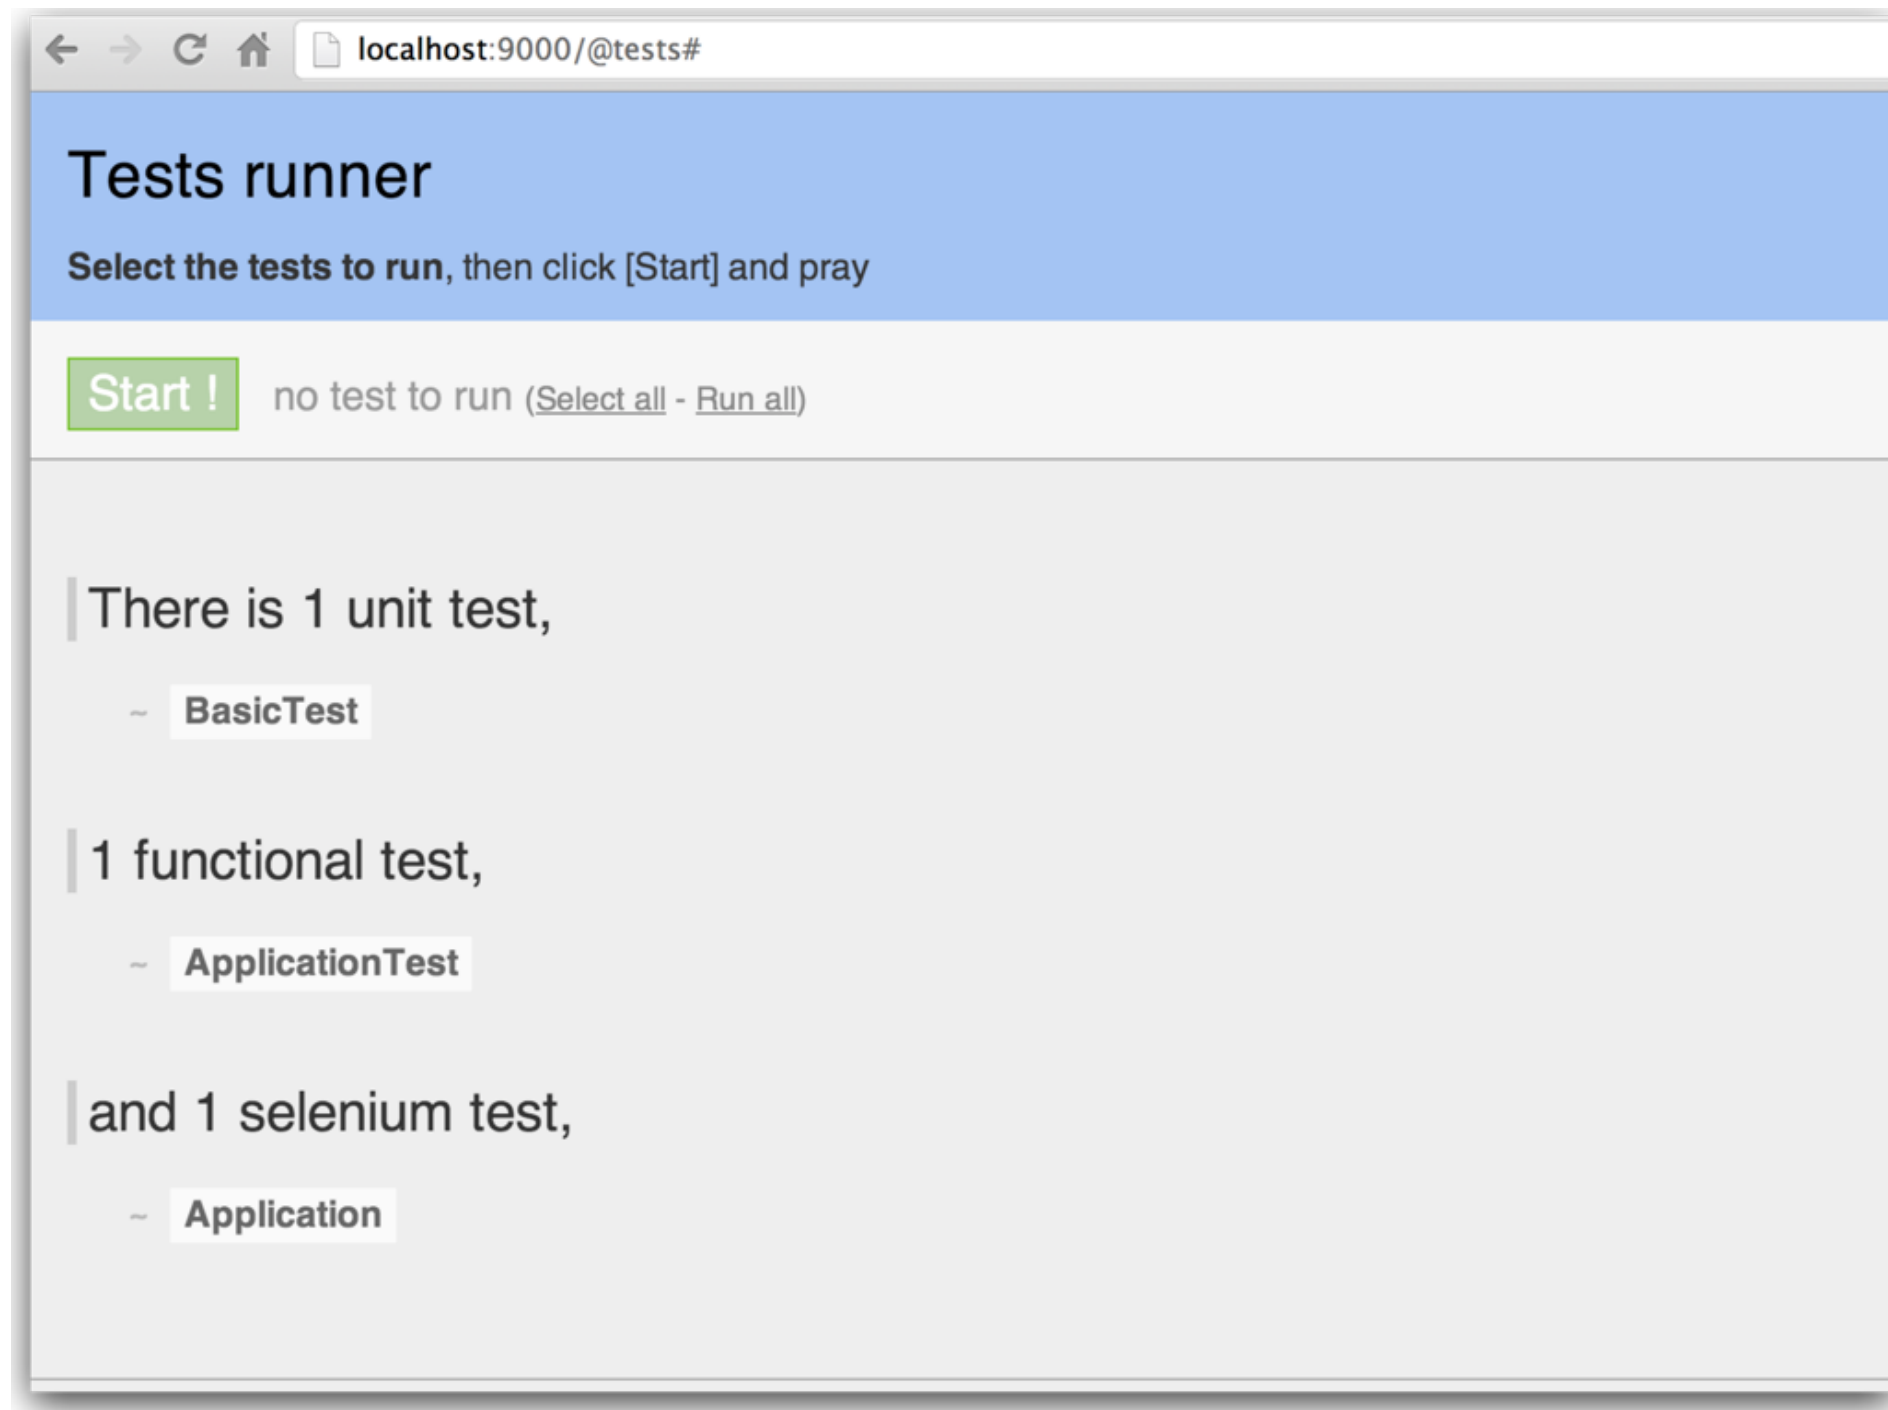 localhost:9000/@tests#
Tests runner
Select the tests to run, then click [Start] and pray
Start ! no test to run (Select all - Run all)
There is 1 unit test,
~ BasicTest
1 functional test,
~ ApplicationTest
and 1 selenium test,
~ Application